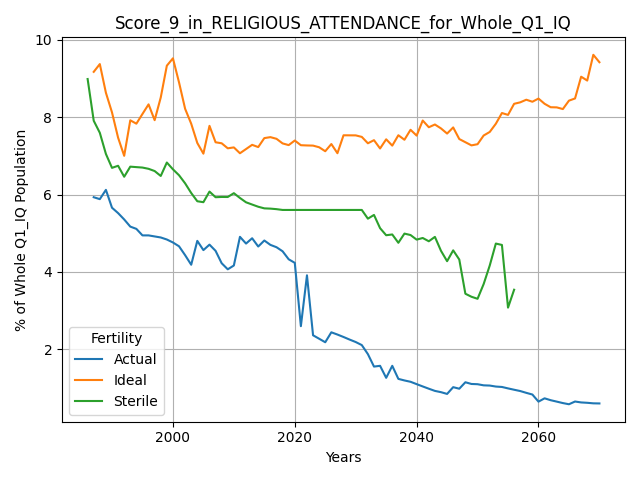 Score_9_in_RELIGIOUS_ATTENDANCE_for_Whole_Q1_IQ
% of Whole Q1_IQ Population
10
8
6
4
2
Fertility
Actual
Ideal
Sterile
2000
2020
2040
2060
Years